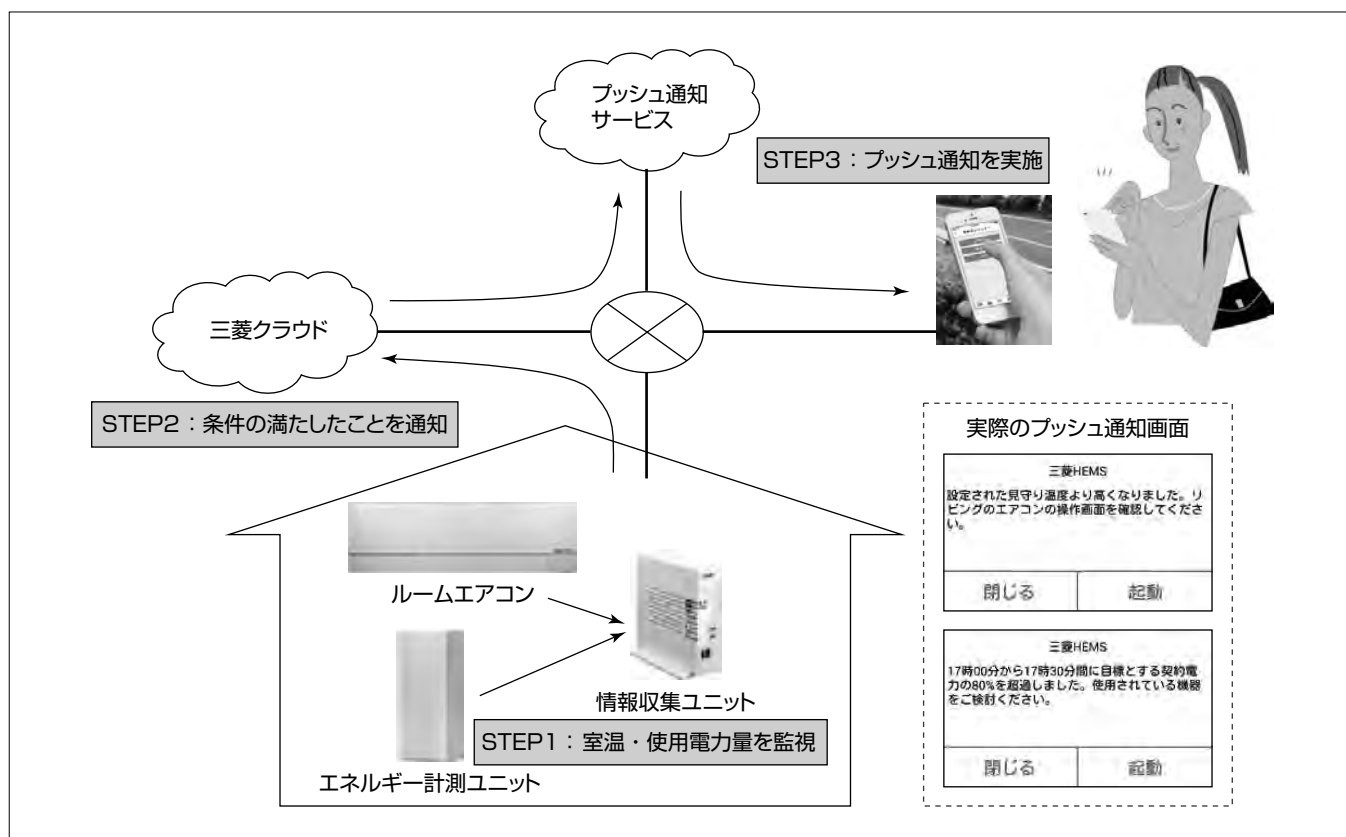 プッシュ通知
サービス
STEP3：プッシュ通知を実施
三菱クラウド
STEP2：条件の満たしたことを通知
ルームエアコン
情報収集ユニット
STEP1：室温・使用電力量を監視
エネルギー計測ユニット
実際のプッシュ通知画面
三菱HEMS
設定された見守り温度より高くなりました。リ
ビングのエアコンの操作画面を確認してくださ
い。
閉じる
起動
三菱HEMS
17時00分から17時30分間に目標とする契約電
力の80%を超過しました。使用されている機器
をご検討ください。
閉じる
起動